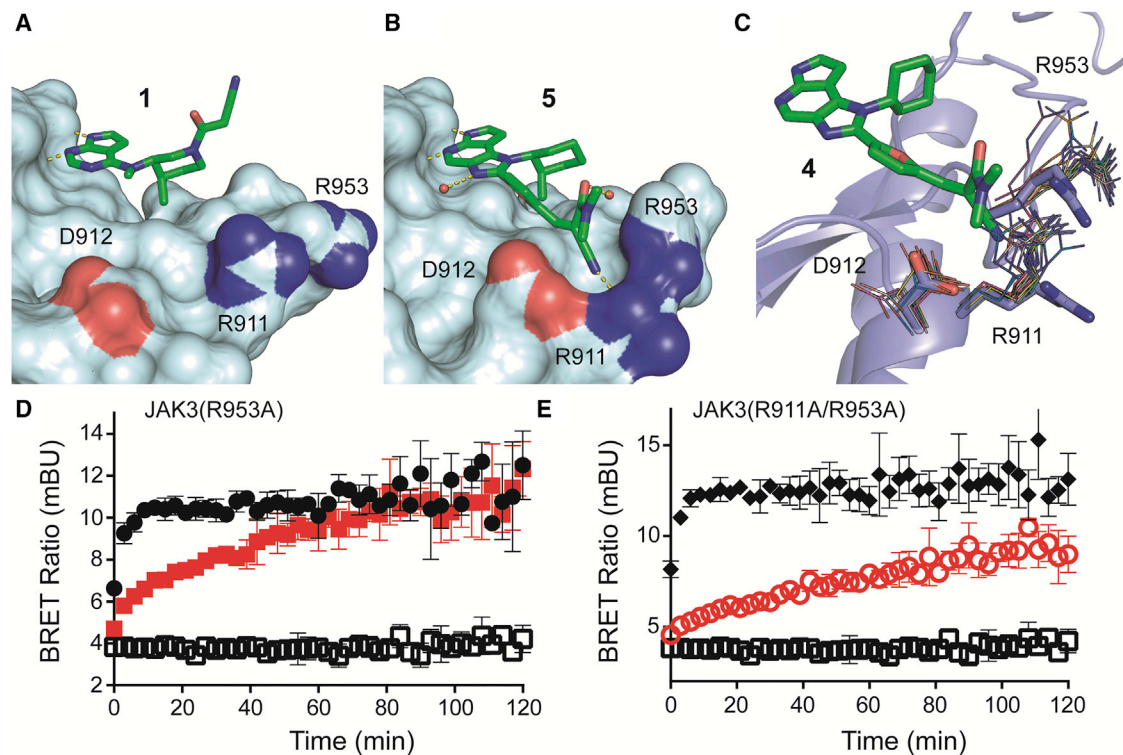 A
1
D912
R911
R953
B
5
D912
R911
R953
C
4
R953
D912
R911
D
JAK3(R953A)
BRET Ratio (mBU)
14
12
10
8
6
4
2
0 20 40 60 80 100 120
Time (min)
E
JAK3(R911A/R953A)
BRET Ratio (mBU)
15
10
5
0 20 40 60 80 100 120
Time (min)